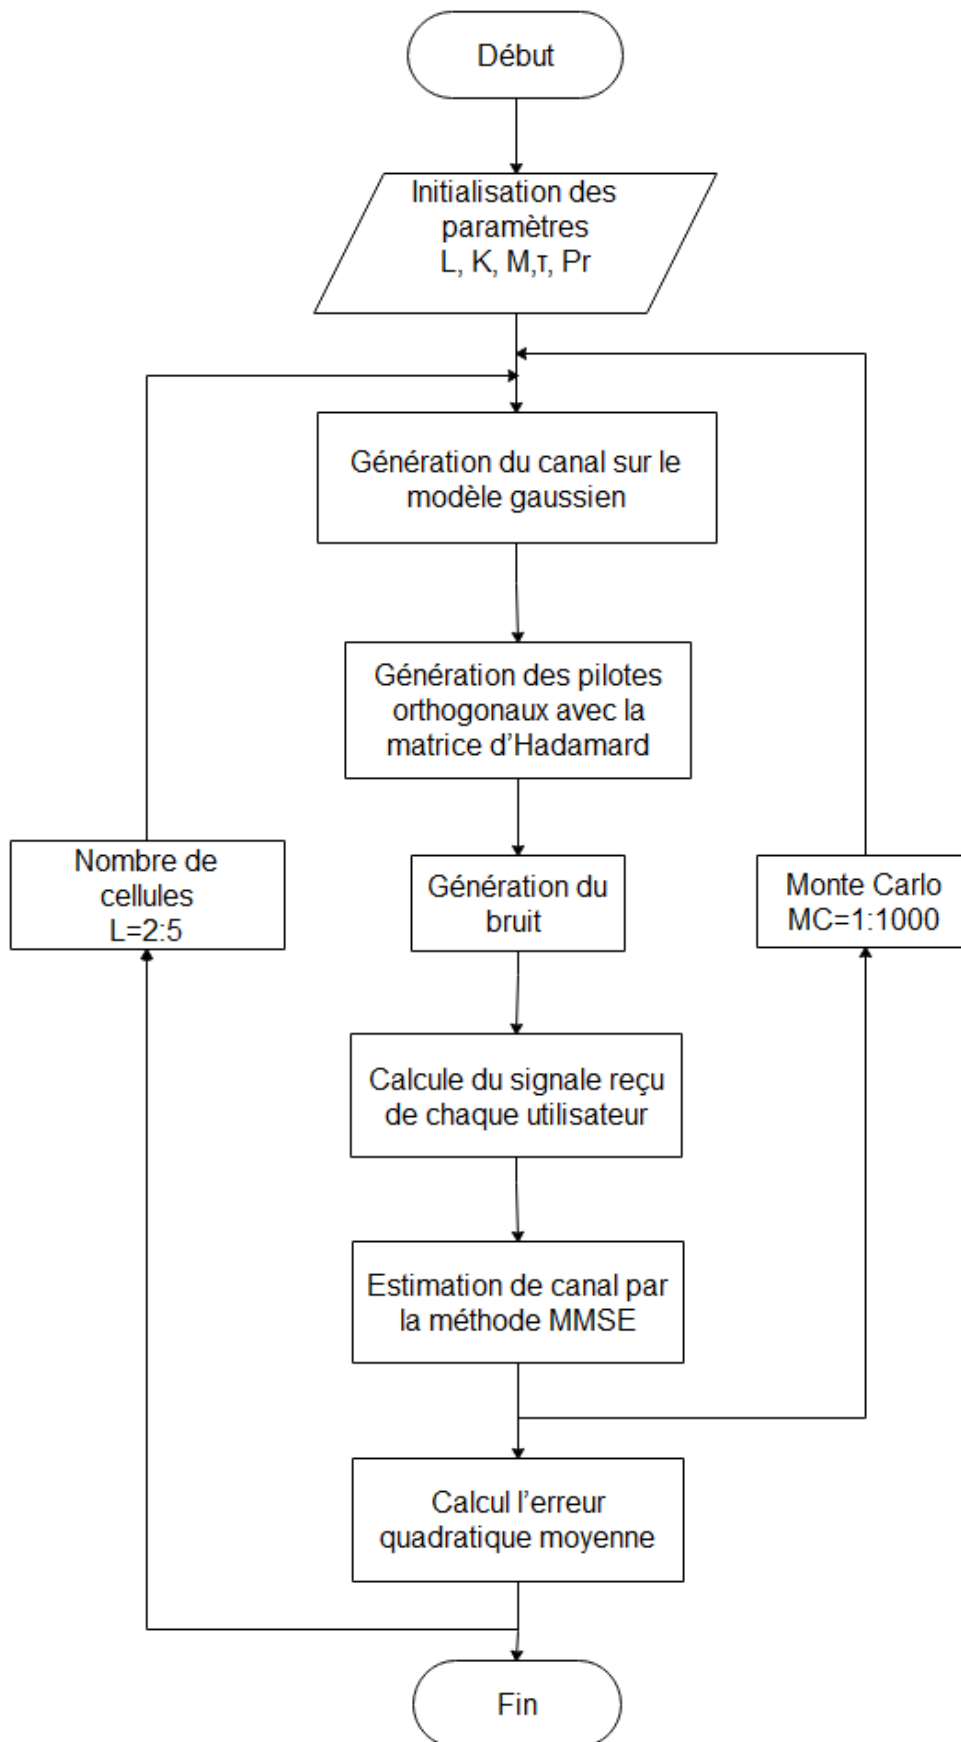 Début
Initialisation des
paramètres
L, K, M,τ, Pr
Génération du canal sur le
modèle gaussien
Génération des pilotes
orthogonaux avec la
matrice d’Hadamard
Nombre de
cellules
L=2:5
Génération du
bruit
Monte Carlo
MC=1:1000
Calcule du signale reçu
de chaque utilisateur
Estimation de canal par
la méthode MMSE
Calcul l’erreur
quadratique moyenne
Fin